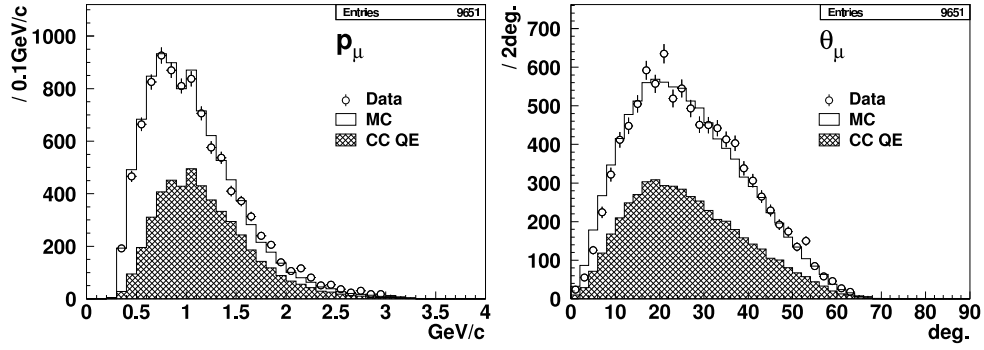 Entries 9651
/ 0.1GeV/c
1000
800
600
400
200
0
pμ
Data
MC
CC QE
0 0.5 1 1.5 2 2.5 3 3.5 4
GeV/c
Entries 9651
/ 2deg.
700
600
500
400
300
200
100
0
θμ
Data
MC
CC QE
0 10 20 30 40 50 60 70 80 90
deg.